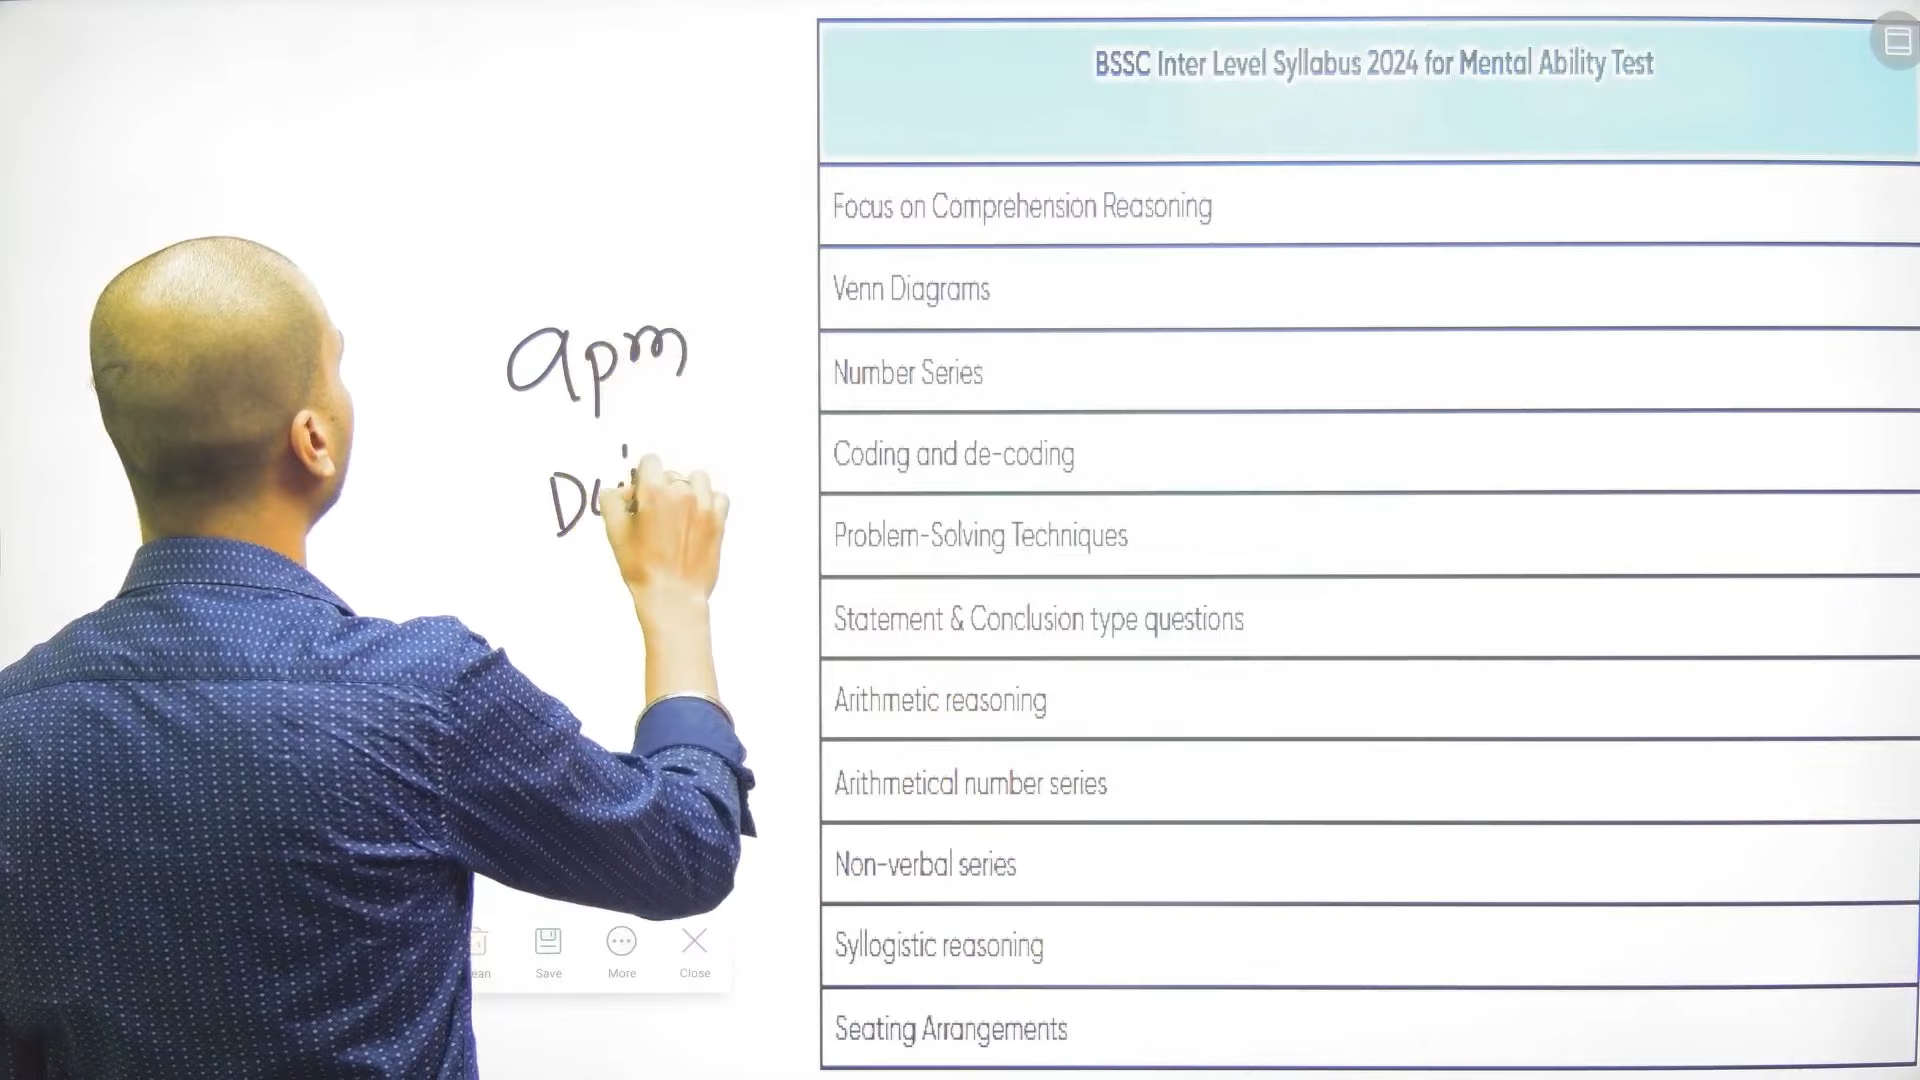 BSSC Inter Level Syllabus 2024 for Mental Ability Test
Focus on Comprehension Reasoning
Venn Diagrams
Number Series
Coding and de-coding
Problem-Solving Techniques
Statement & Conclusion type questions
Arithmetic reasoning
Arithmetical number series
Non-verbal series
Syllogistic reasoning
Seating Arrangements
9pm
Save
More
Close